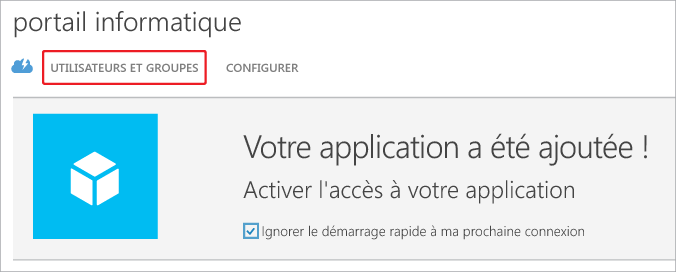 portail informatique
UTILISATEURS ET GROUPES CONFIGURER
Votre application a été ajoutée !
Activer l'accès à votre application
Ignorer le démarrage rapide à ma prochaine connexion